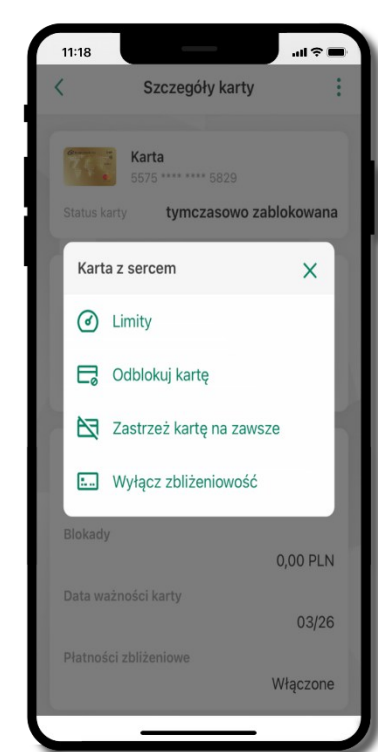 11:18
Szczegóły karty
Karta
5575 **** **** 5829
Status karty tymczasowo zablokowana
Karta z sercem
Limity
Odblokuj kartę
Zastrzeż kartę na zawsze
Wyłącz zbliżeniowość
Blokady
0,00 PLN
Data ważności karty
03/26
Płatności zbliżeniowe
Włączone